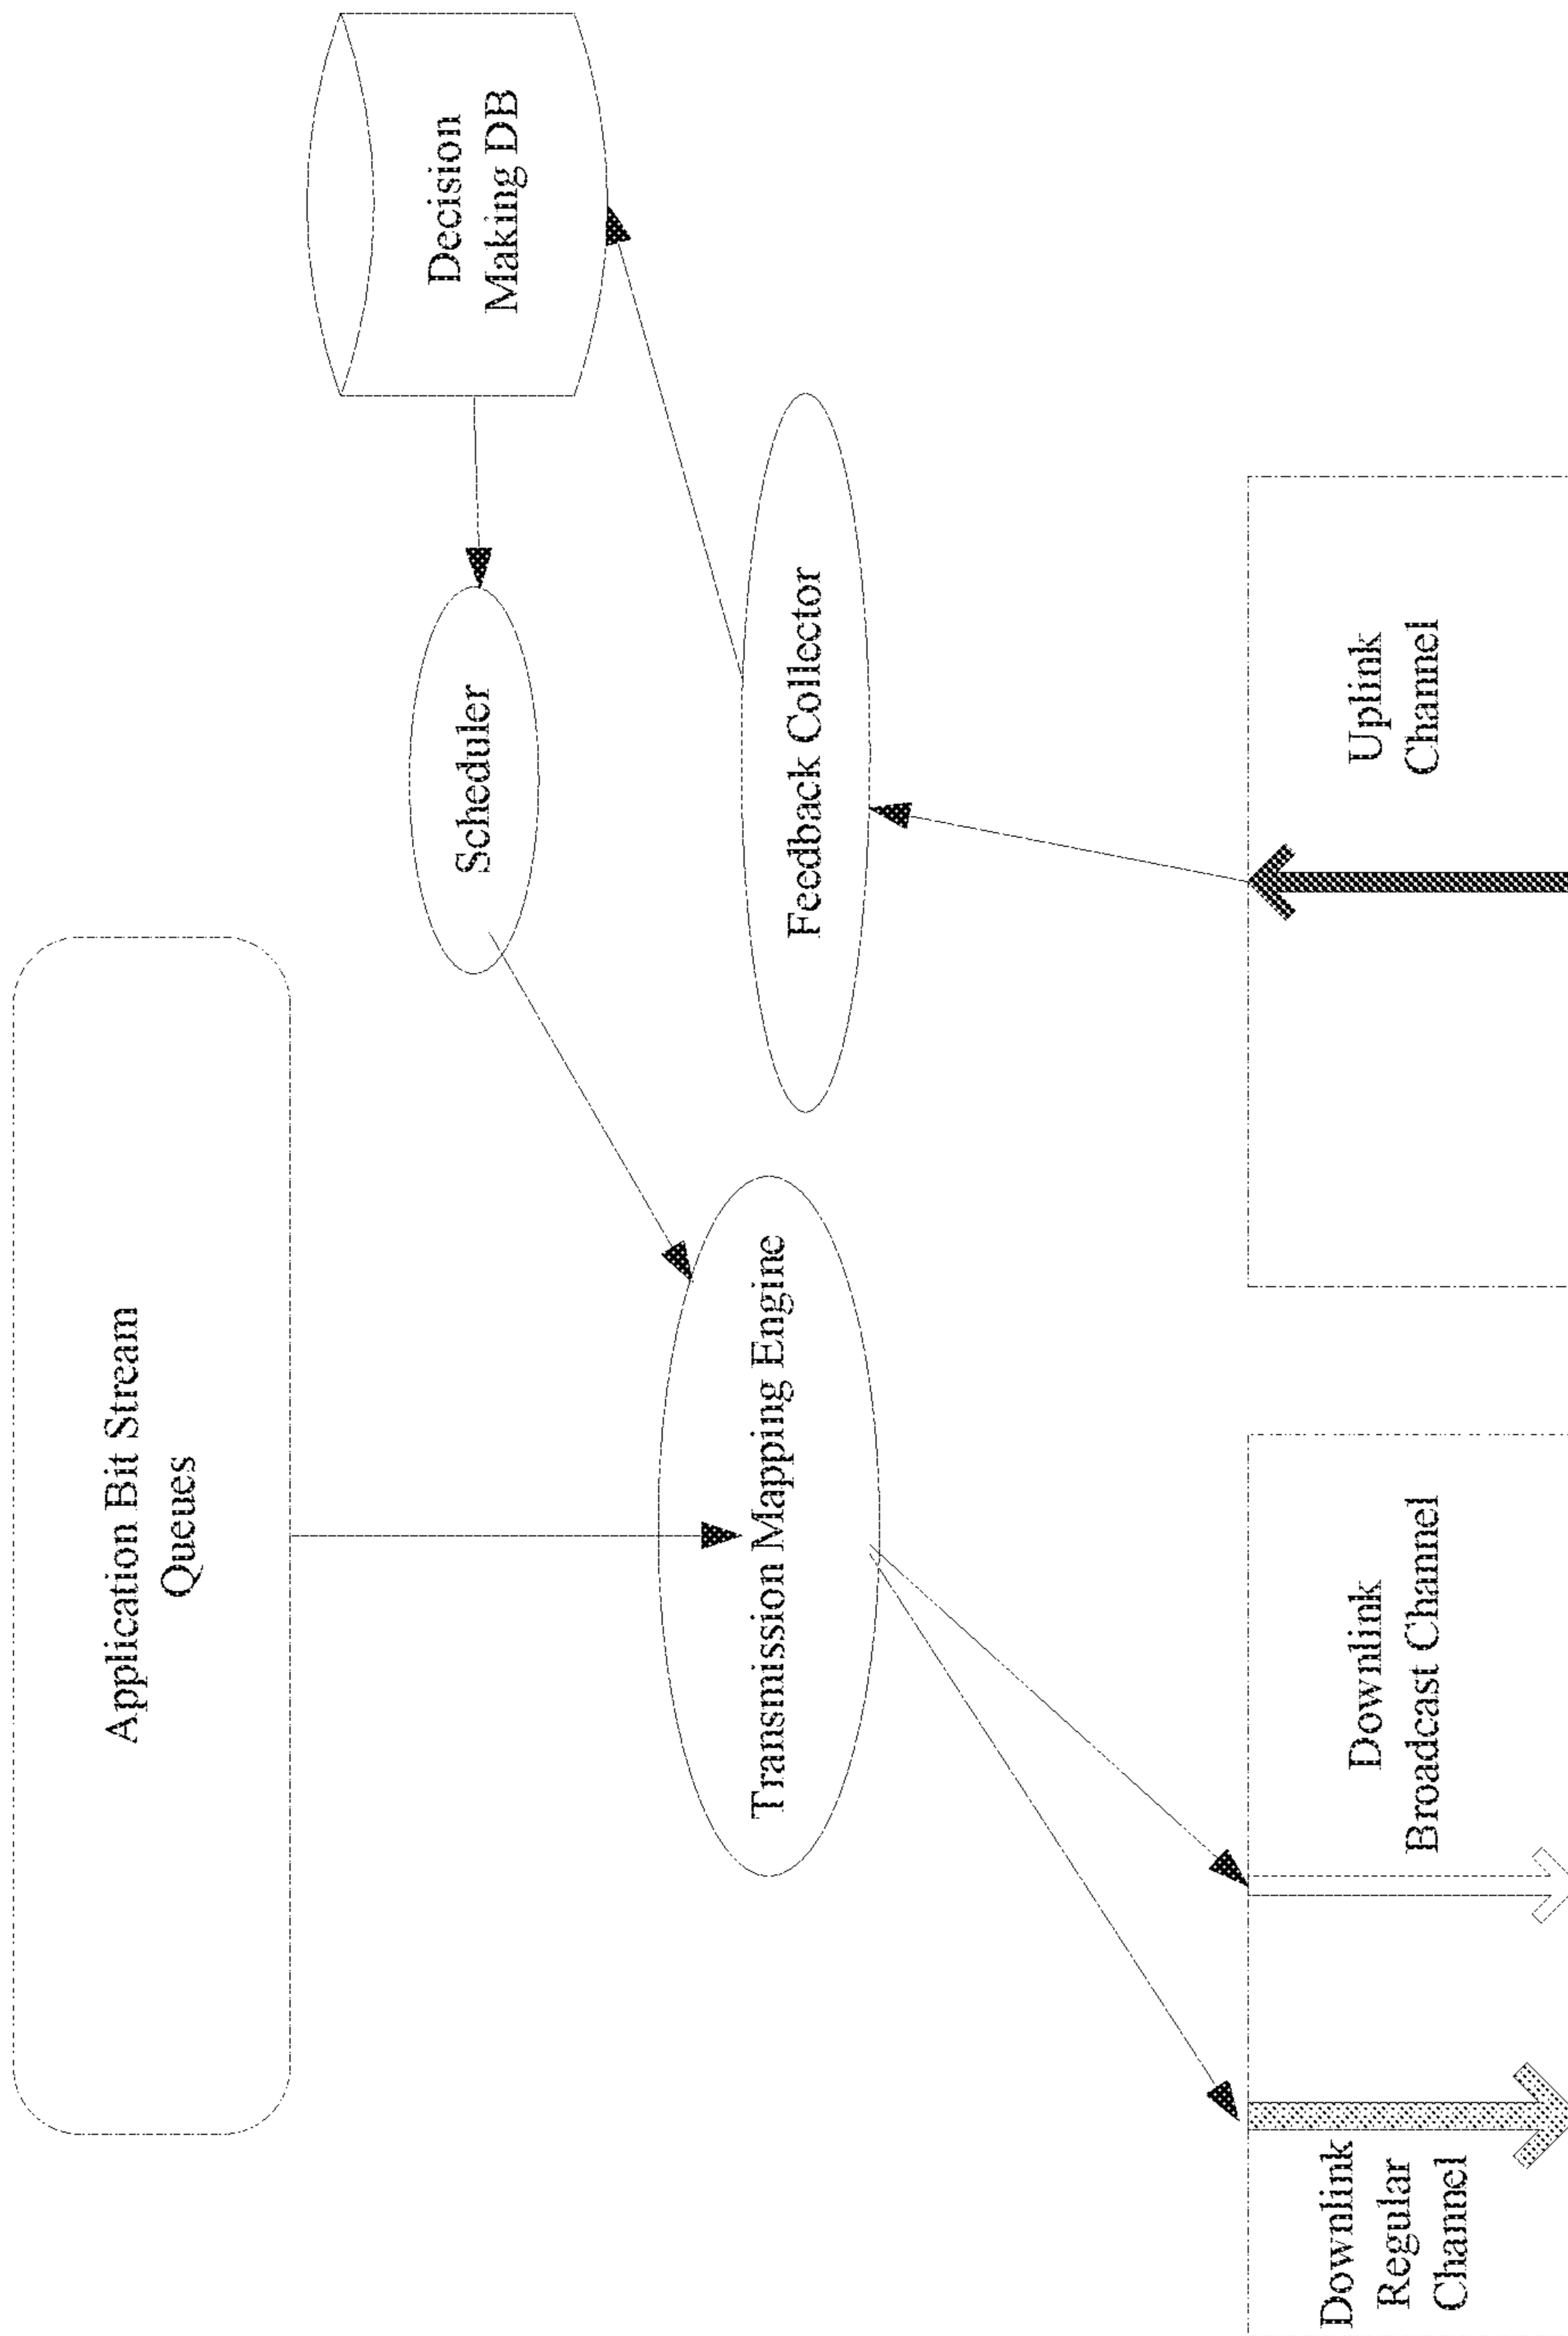 Application Bit Stream
Queues
Decision
Making DB
Scheduler
Transmission Mapping Engine
Feedback Collector
Downlink
Regular
Channel
Downlink
Broadcast Channel
Uplink
Channel